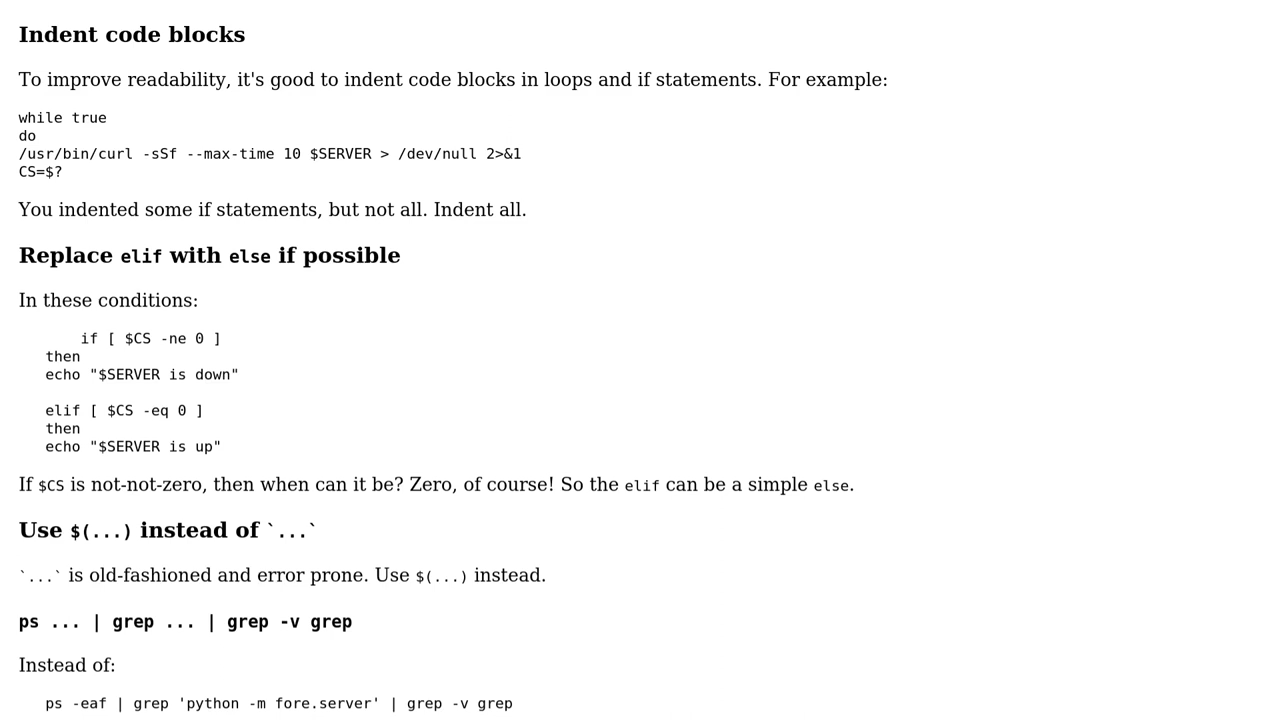 Indent code blocks
To improve readability, it's good to indent code blocks in loops and if statements. For example:
while true
do
/usr/bin/curl -sSf --max-time 10 $SERVER > /dev/null 2>&1
CS=$?
You indented some if statements, but not all. Indent all.
Replace elif with else if possible
In these conditions:
if [ $CS -ne 0 ]
then
echo "$SERVER is down"
elif [ $CS -eq 0 ]
then
echo "$SERVER is up"
If $CS is not-not-zero, then when can it be? Zero, of course! So the elif can be a simple else.
Use $(...) instead of `...`
`...` is old-fashioned and error prone. Use $(...) instead.
ps ... | grep ... | grep -v grep
Instead of:
ps -eaf | grep 'python -m fore.server' | grep -v grep